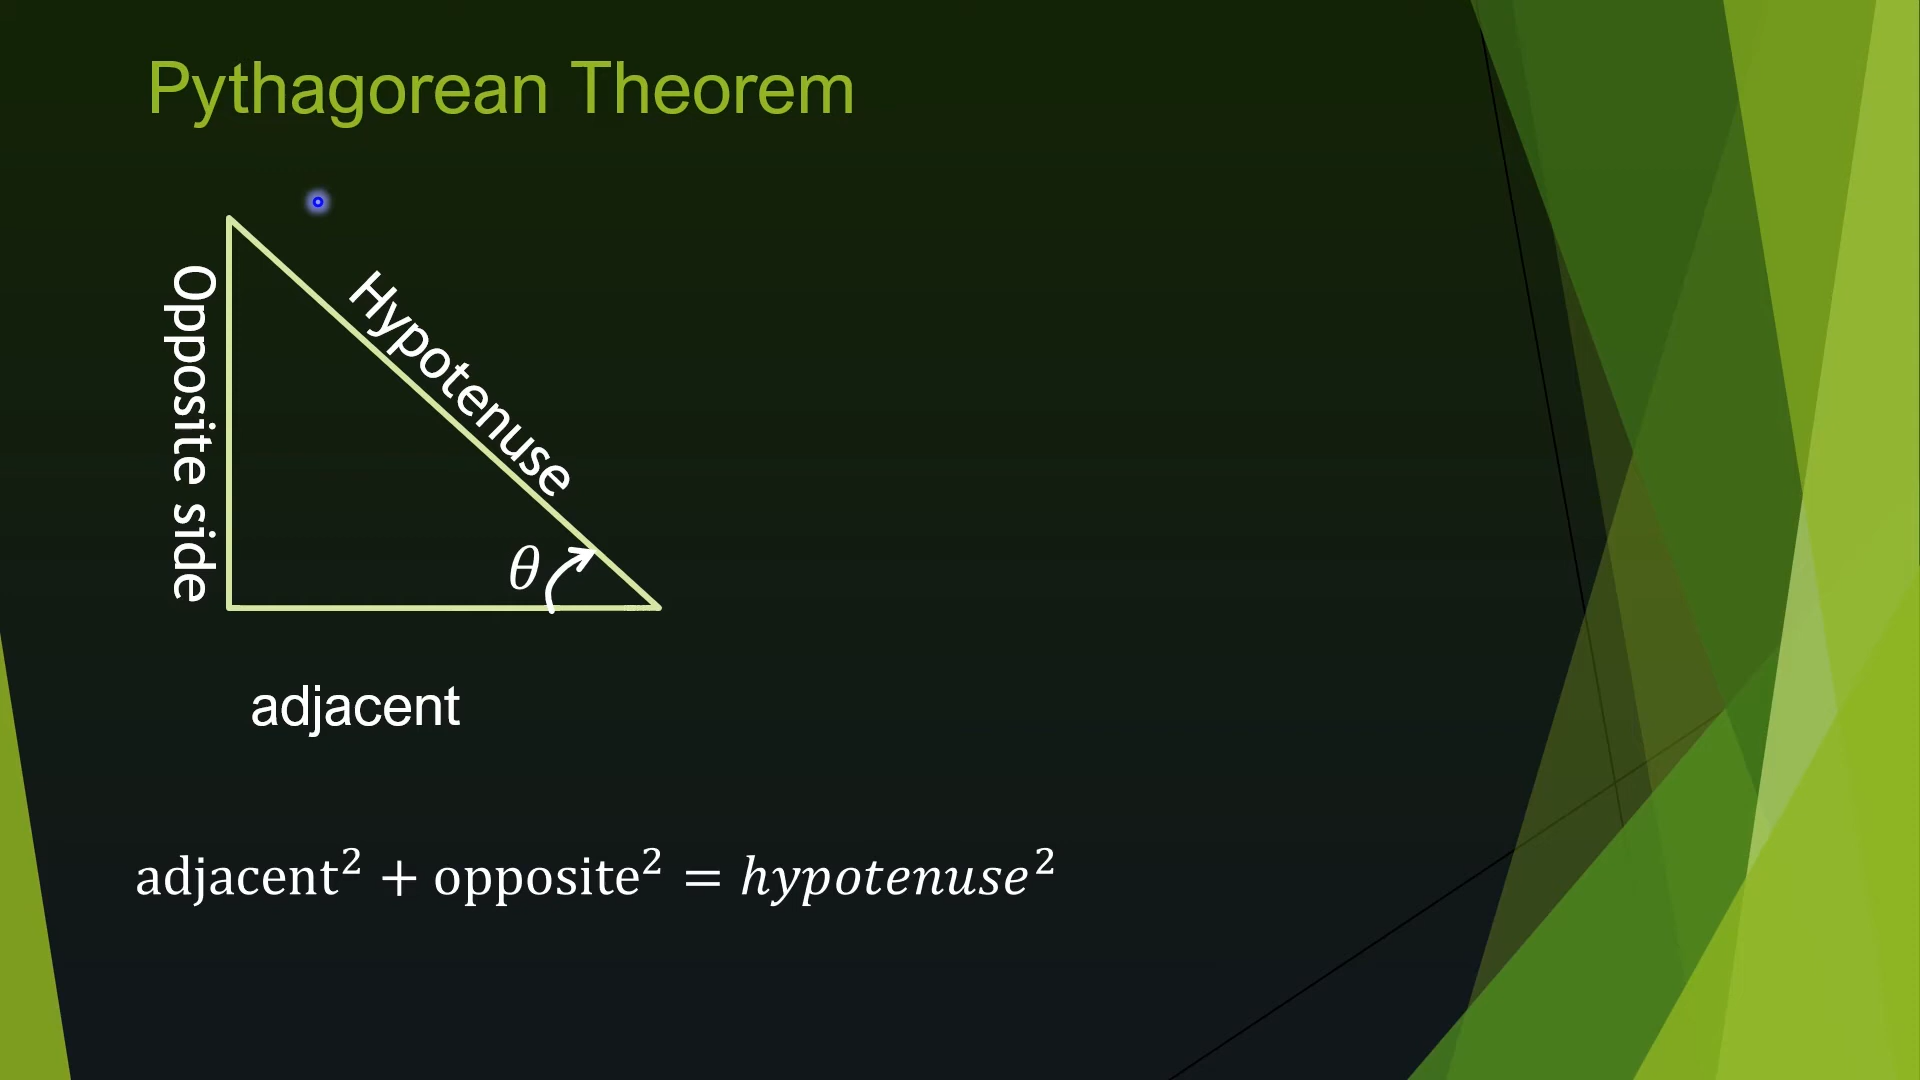 Pythagorean Theorem
Opposite side
Hypotenuse
θ
adjacent
adjacent² + opposite² = hypotenuse²